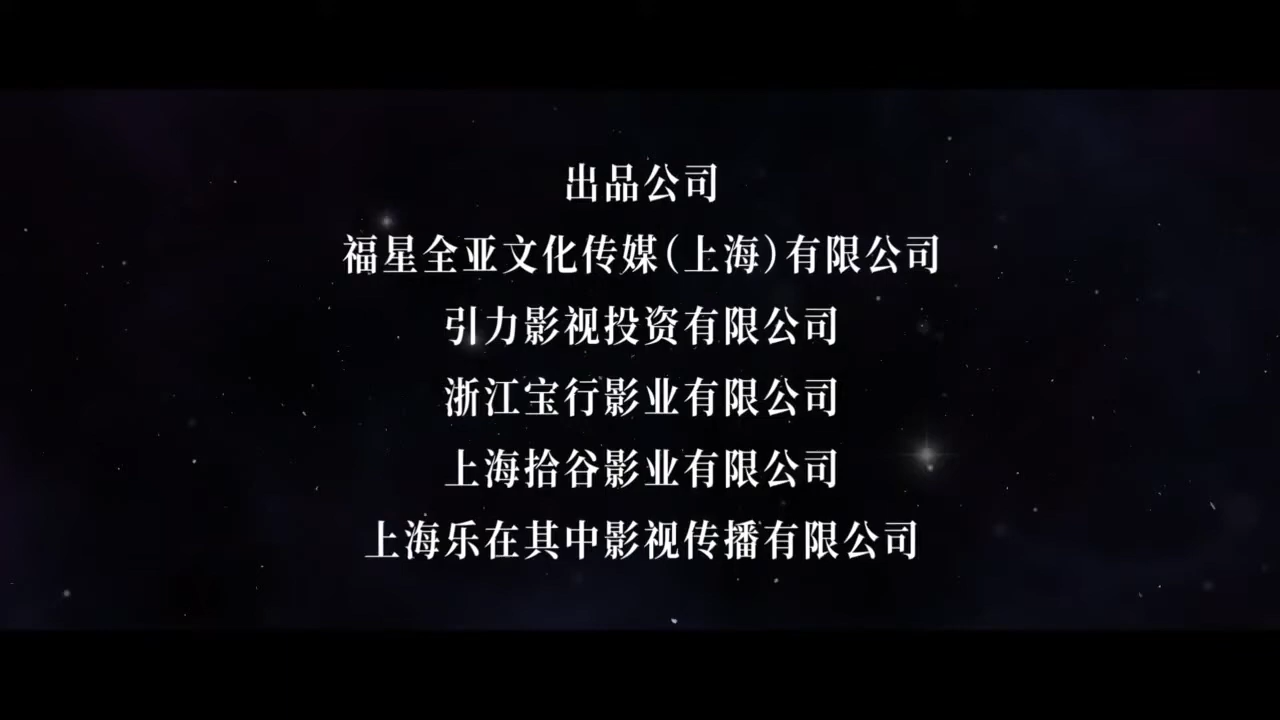 出品公司
福星全亚文化传媒(上海)有限公司
引力影视投资有限公司
浙江宝行影业有限公司
上海拾谷影业有限公司
上海乐在其中影视传播有限公司